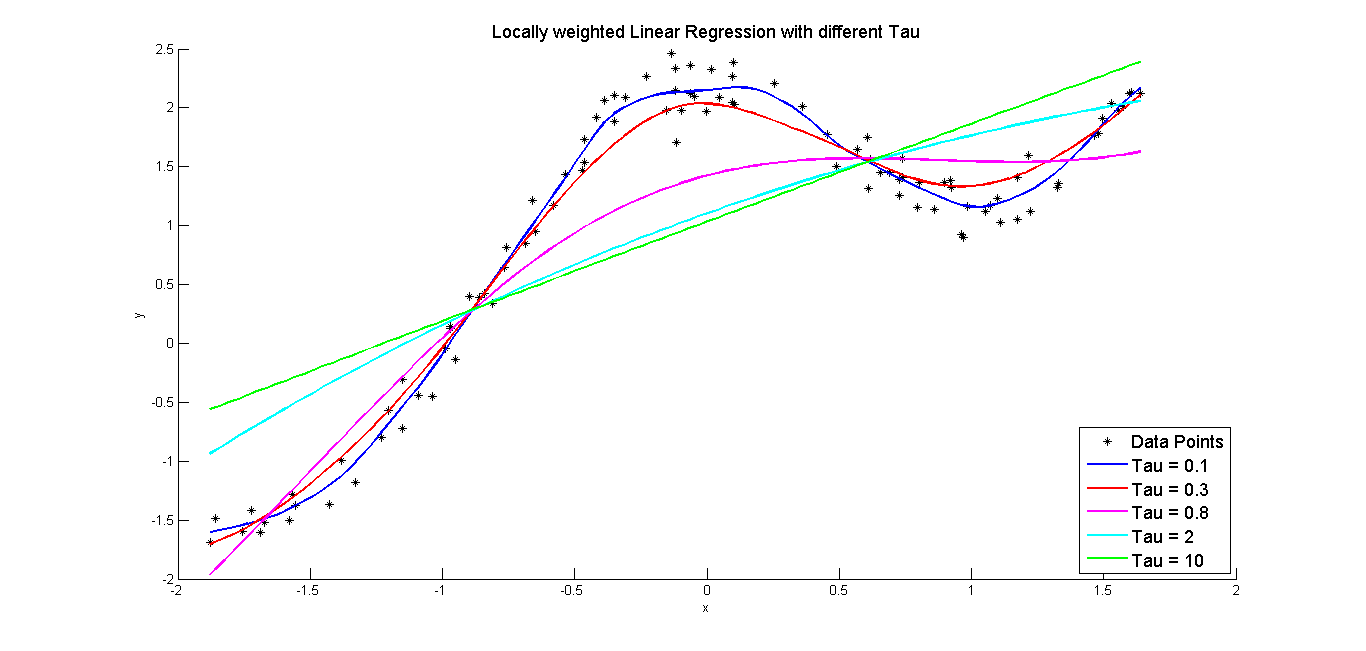 Locally weighted Linear Regression with different Tau
2.5
2
1.5
1
0.5
0
-0.5
-1
-1.5
-2
y
-2 -1.5 -1 -0.5 0 0.5 1 1.5 2
x
Data Points
Tau = 0.1
Tau = 0.3
Tau = 0.8
Tau = 2
Tau = 10